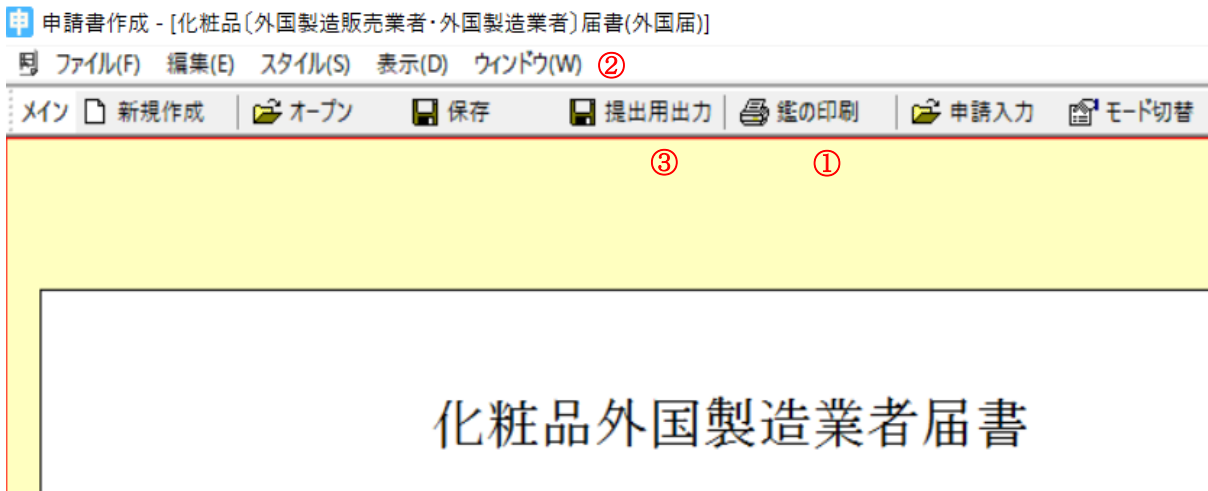 申 申請書作成 - [化粧品〔外国製造販売業者・外国製造業者〕届書(外国届)]
ファイル(F) 編集(E) スタイル(S) 表示(D) ウィンドウ(W) ②
メイン 新規作成 オープン 保存 提出用出力 鑑の印刷 申請入力 モード切替
③ ①
化粧品外国製造業者届書